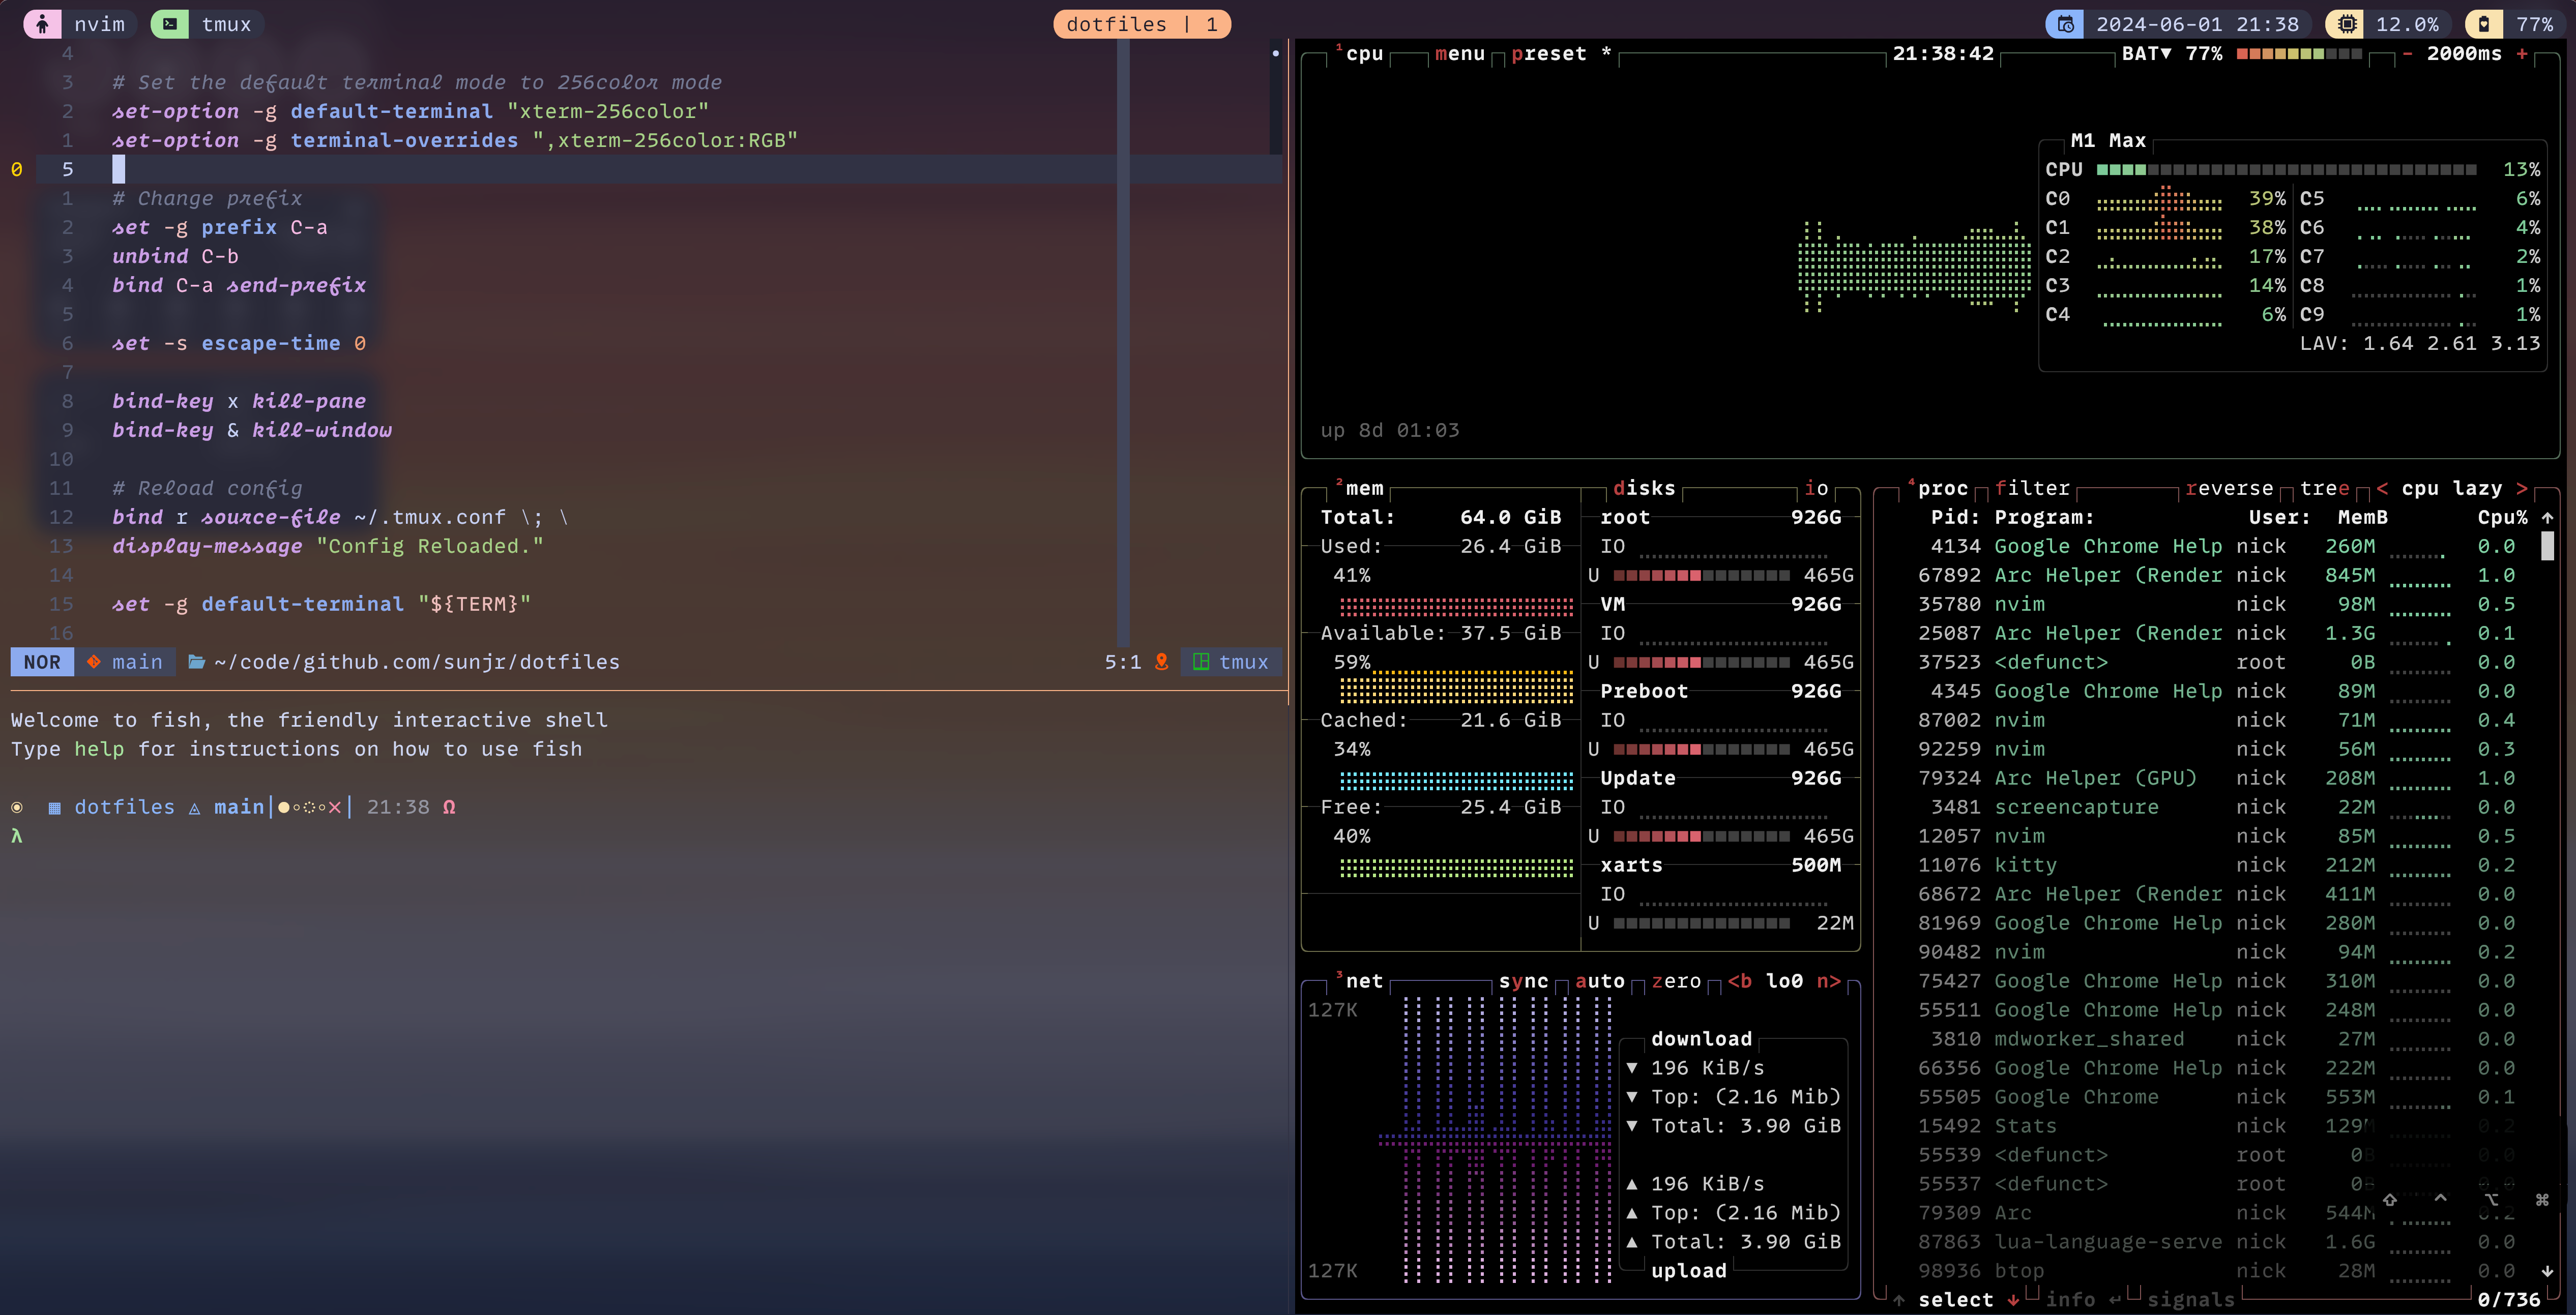 nvim tmux dotfiles | 1 2024-06-01 21:38 12.0% 77%
4
3 # Set the default terminal mode to 256color mode
2 set-option -g default-terminal "xterm-256color"
1 set-option -g terminal-overrides ",xterm-256color:RGB"
0 5
1 # Change prefix
2 set -g prefix C-a
3 unbind C-b
4 bind C-a send-prefix
5
6 set -s escape-time 0
7
8 bind-key x kill-pane
9 bind-key & kill-window
10
11 # Reload config
12 bind r source-file ~/.tmux.conf \; \
13 display-message "Config Reloaded."
14
15 set -g default-terminal "${TERM}"
16
NOR main ~/code/github.com/sunjr/dotfiles 5:1 tmux
Welcome to fish, the friendly interactive shell
Type help for instructions on how to use fish
dotfiles main 21:38 Ω
λ
¹cpu menu preset * 21:38:42 BAT▼ 77% - 2000ms +
M1 Max
CPU 13%
C0 39% C5 6%
C1 38% C6 4%
C2 17% C7 2%
C3 14% C8 1%
C4 6% C9 1%
LAV: 1.64 2.61 3.13
up 8d 01:03
²mem
Total: 64.0 GiB
Used: 26.4 GiB
41%
Available: 37.5 GiB
59%
Cached: 21.6 GiB
34%
Free: 25.4 GiB
40%
disks io
root 926G
IO
U 465G
VM 926G
IO
U 465G
Preboot 926G
IO
U 465G
Update 926G
IO
U 465G
xarts 500M
IO
U 22M
³net sync auto zero <b lo0 n>
127K
download
▼ 196 KiB/s
▼ Top: (2.16 Mib)
▼ Total: 3.90 GiB
▲ 196 KiB/s
▲ Top: (2.16 Mib)
▲ Total: 3.90 GiB
127K
upload
⁴proc filter reverse tree < cpu lazy >
Pid: Program: User: MemB Cpu% ↑
4134 Google Chrome Help nick 260M 0.0
67892 Arc Helper (Render nick 845M 1.0
35780 nvim nick 98M 0.5
25087 Arc Helper (Render nick 1.3G 0.1
37523 <defunct> root 0B 0.0
4345 Google Chrome Help nick 89M 0.0
87002 nvim nick 71M 0.4
92259 nvim nick 56M 0.3
79324 Arc Helper (GPU) nick 208M 1.0
3481 screencapture nick 22M 0.0
12057 nvim nick 85M 0.5
11076 kitty nick 212M 0.2
68672 Arc Helper (Render nick 411M 0.0
81969 Google Chrome Help nick 280M 0.0
90482 nvim nick 94M 0.2
75427 Google Chrome Help nick 310M 0.0
55511 Google Chrome Help nick 248M 0.0
3810 mdworker_shared nick 27M 0.0
66356 Google Chrome Help nick 222M 0.0
55505 Google Chrome nick 553M 0.1
15492 Stats nick 129M 0.2
55539 <defunct> root 0B 0.0
55537 <defunct> root 0
⇧ ^ ⌥ ⌘
79309 Arc nick 544M 0.2
87863 lua-language-serve nick 1.6G 0.0
98936 btop nick 28M 0.0 ↓
↑ select ↓ info ↵ signals 0/736